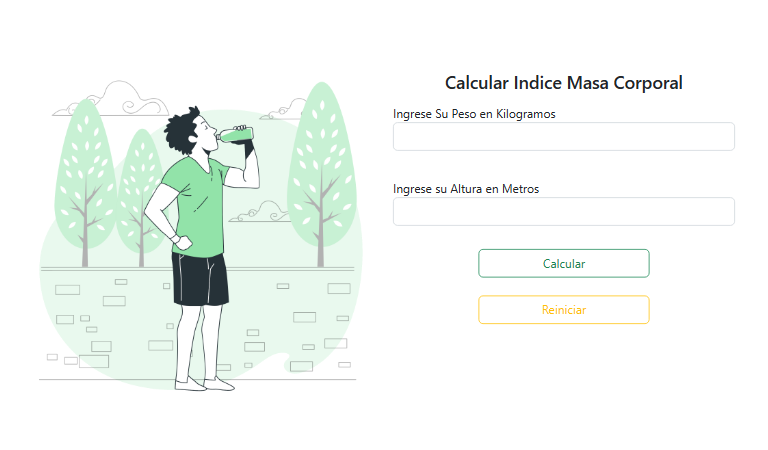 Calcular Indice Masa Corporal
Ingrese Su Peso en Kilogramos
Ingrese su Altura en Metros
Calcular
Reiniciar